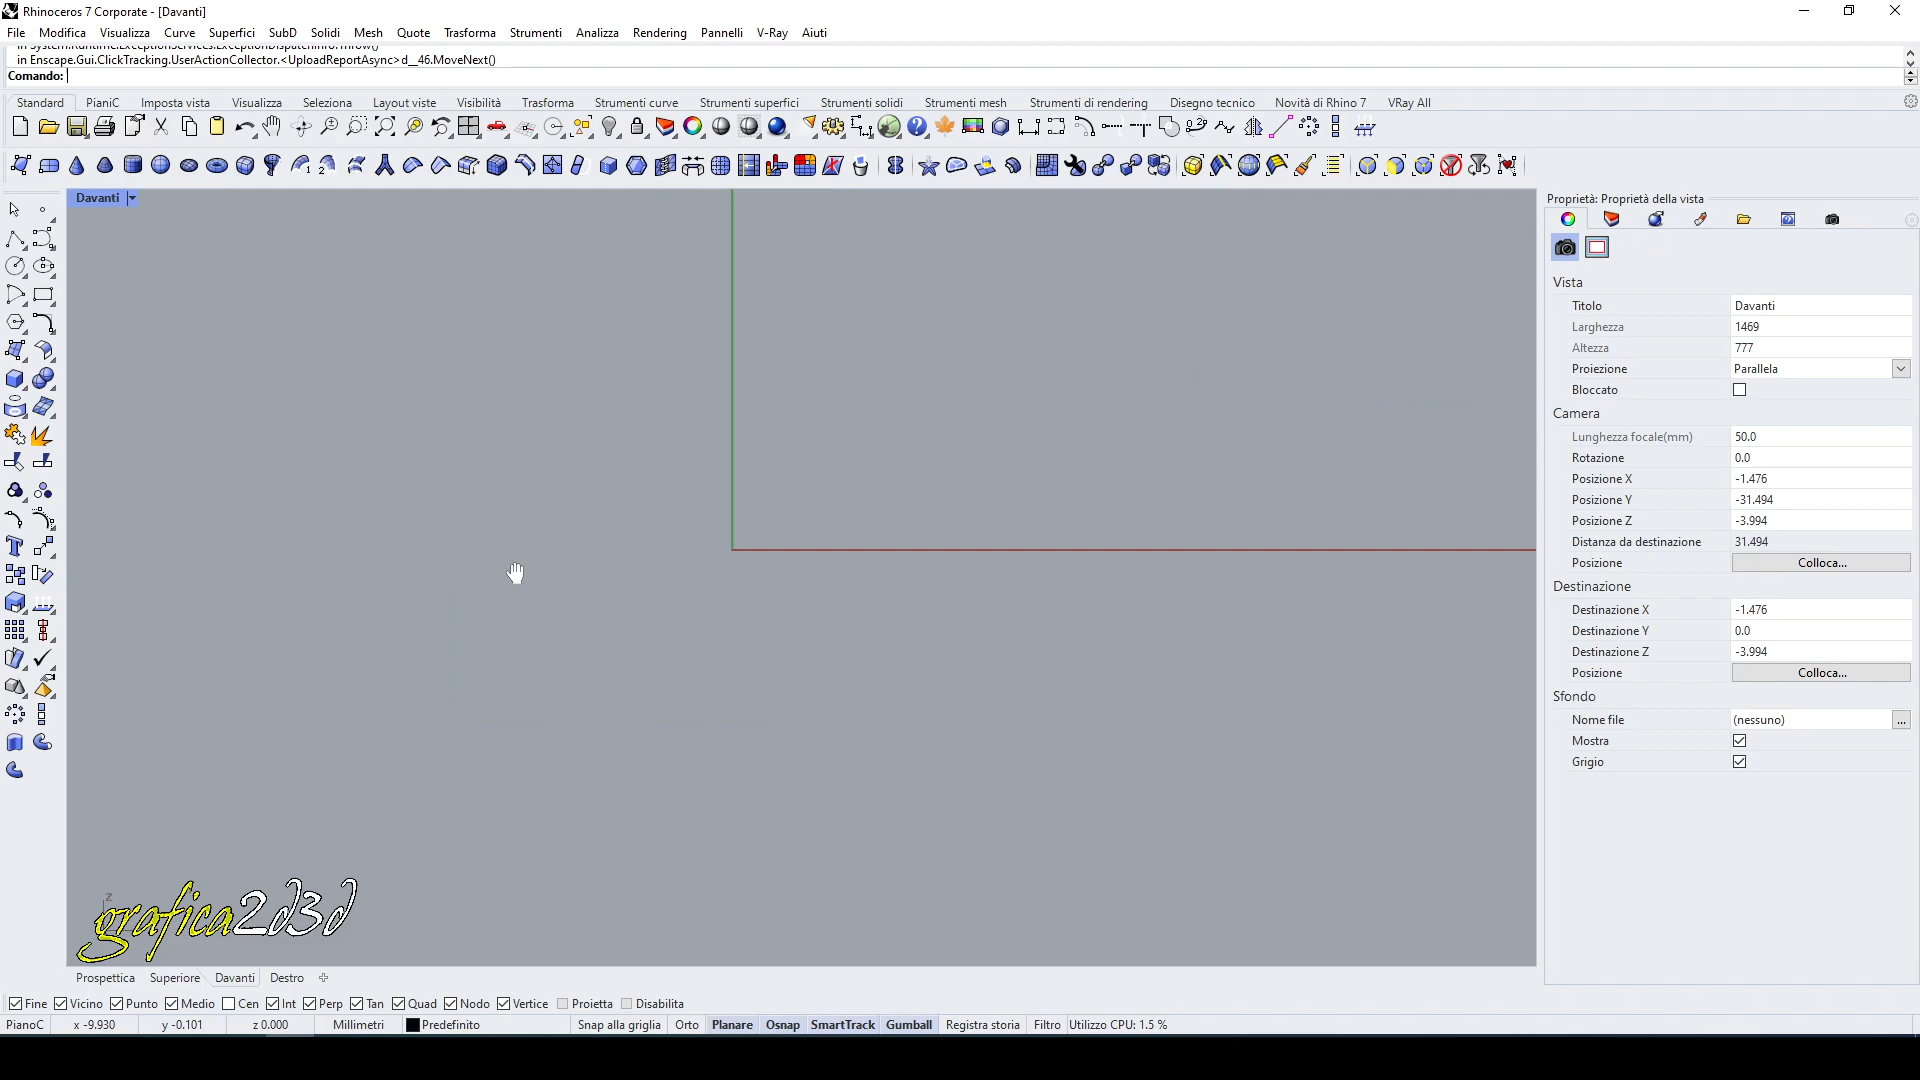 Rhinoceros 7 Corporate - [Davanti]
File Modifica Visualizza Curve Superfici SubD Solidi Mesh Quote Trasforma Strumenti Analizza Rendering Pannelli V-Ray Aiuti
in System.Runtime.ExceptionServices.ExceptionDispatchInfo.Throw()
in Enscape.Gui.ClickTracking.UserActionCollector.<UploadReportAsync>d__46.MoveNext()
Comando:
Standard PianiC Imposta vista Visualizza Seleziona Layout viste Visibilità Trasforma Strumenti curve Strumenti superfici Strumenti solidi Strumenti mesh Strumenti di rendering Disegno tecnico Novità di Rhino 7 VRay All
Davanti
Proprietà: Proprietà della vista
Vista
Titolo Davanti
Larghezza 1469
Altezza 777
Proiezione Parallela
Bloccato
Camera
Lunghezza focale(mm) 50.0
Rotazione 0.0
Posizione X -1.476
Posizione Y -31.494
Posizione Z -3.994
Distanza da destinazione 31.494
Posizione Colloca...
Destinazione
Destinazione X -1.476
Destinazione Y 0.0
Destinazione Z -3.994
Posizione Colloca...
Sfondo
Nome file (nessuno) ...
Mostra
Grigio
z
grafica2d3d
Prospettica Superiore Davanti Destro
Fine Vicino Punto Medio Cen Int Perp Tan Quad Nodo Vertice Proietta Disabilita
PianoC x -9.930 y -0.101 z 0.000 Millimetri Predefinito Snap alla griglia Orto Planare Osnap SmartTrack Gumball Registra storia Filtro Utilizzo CPU: 1.5 %